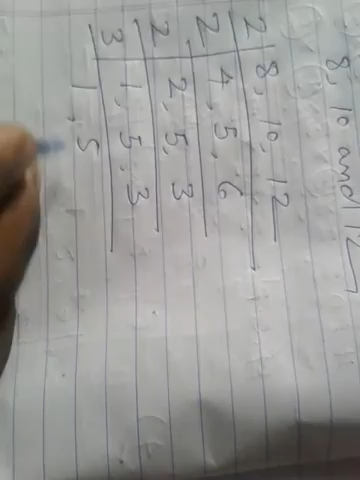 8, 10 and 12
2 8, 10, 12
2 4, 5, 6
2 2, 5, 3
3 1, 5, 3
1, 5